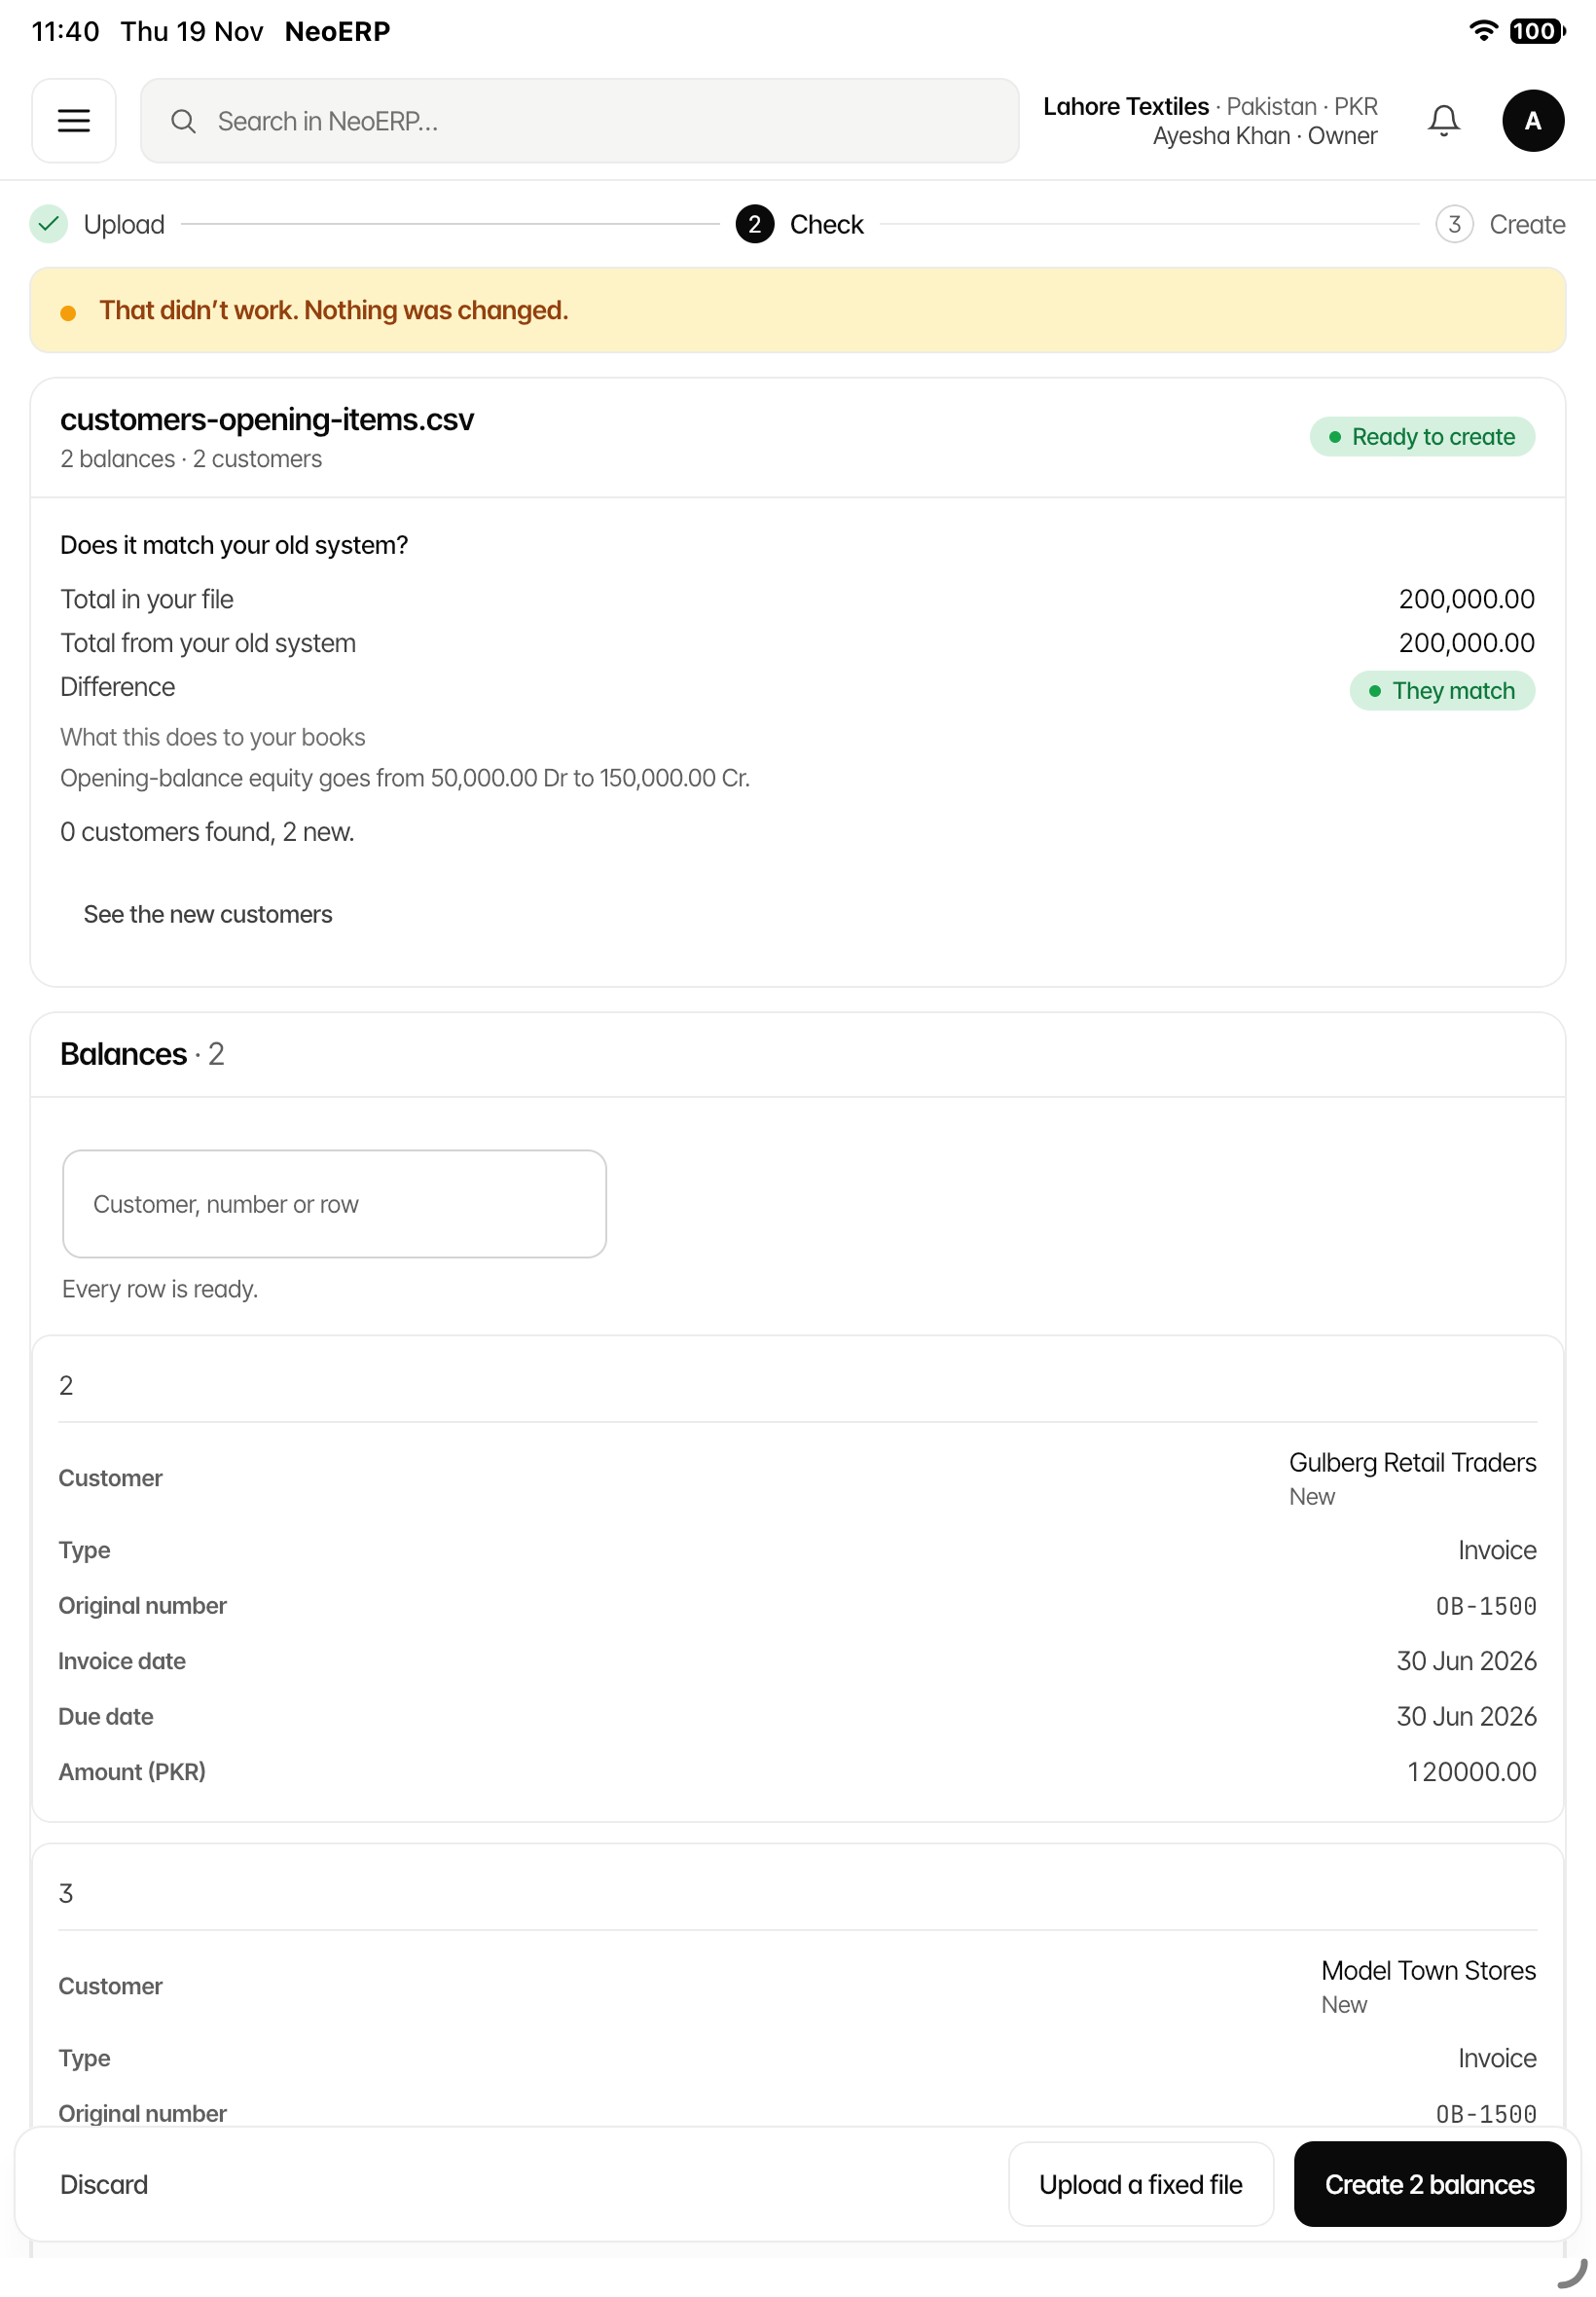 11:40 Thu 19 Nov NeoERP
100
Search in NeoERP...
Lahore Textiles · Pakistan · PKR
Ayesha Khan · Owner
A
Upload
2 Check
3 Create
That didn’t work. Nothing was changed.
customers-opening-items.csv
2 balances · 2 customers
Ready to create
Does it match your old system?
Total in your file 200,000.00
Total from your old system 200,000.00
Difference They match
What this does to your books
Opening-balance equity goes from 50,000.00 Dr to 150,000.00 Cr.
0 customers found, 2 new.
See the new customers
Balances · 2
Customer, number or row
Every row is ready.
2
Customer Gulberg Retail Traders
New
Type Invoice
Original number OB-1500
Invoice date 30 Jun 2026
Due date 30 Jun 2026
Amount (PKR) 120000.00
3
Customer Model Town Stores
New
Type Invoice
Original number OB-1500
Discard Upload a fixed file Create 2 balances